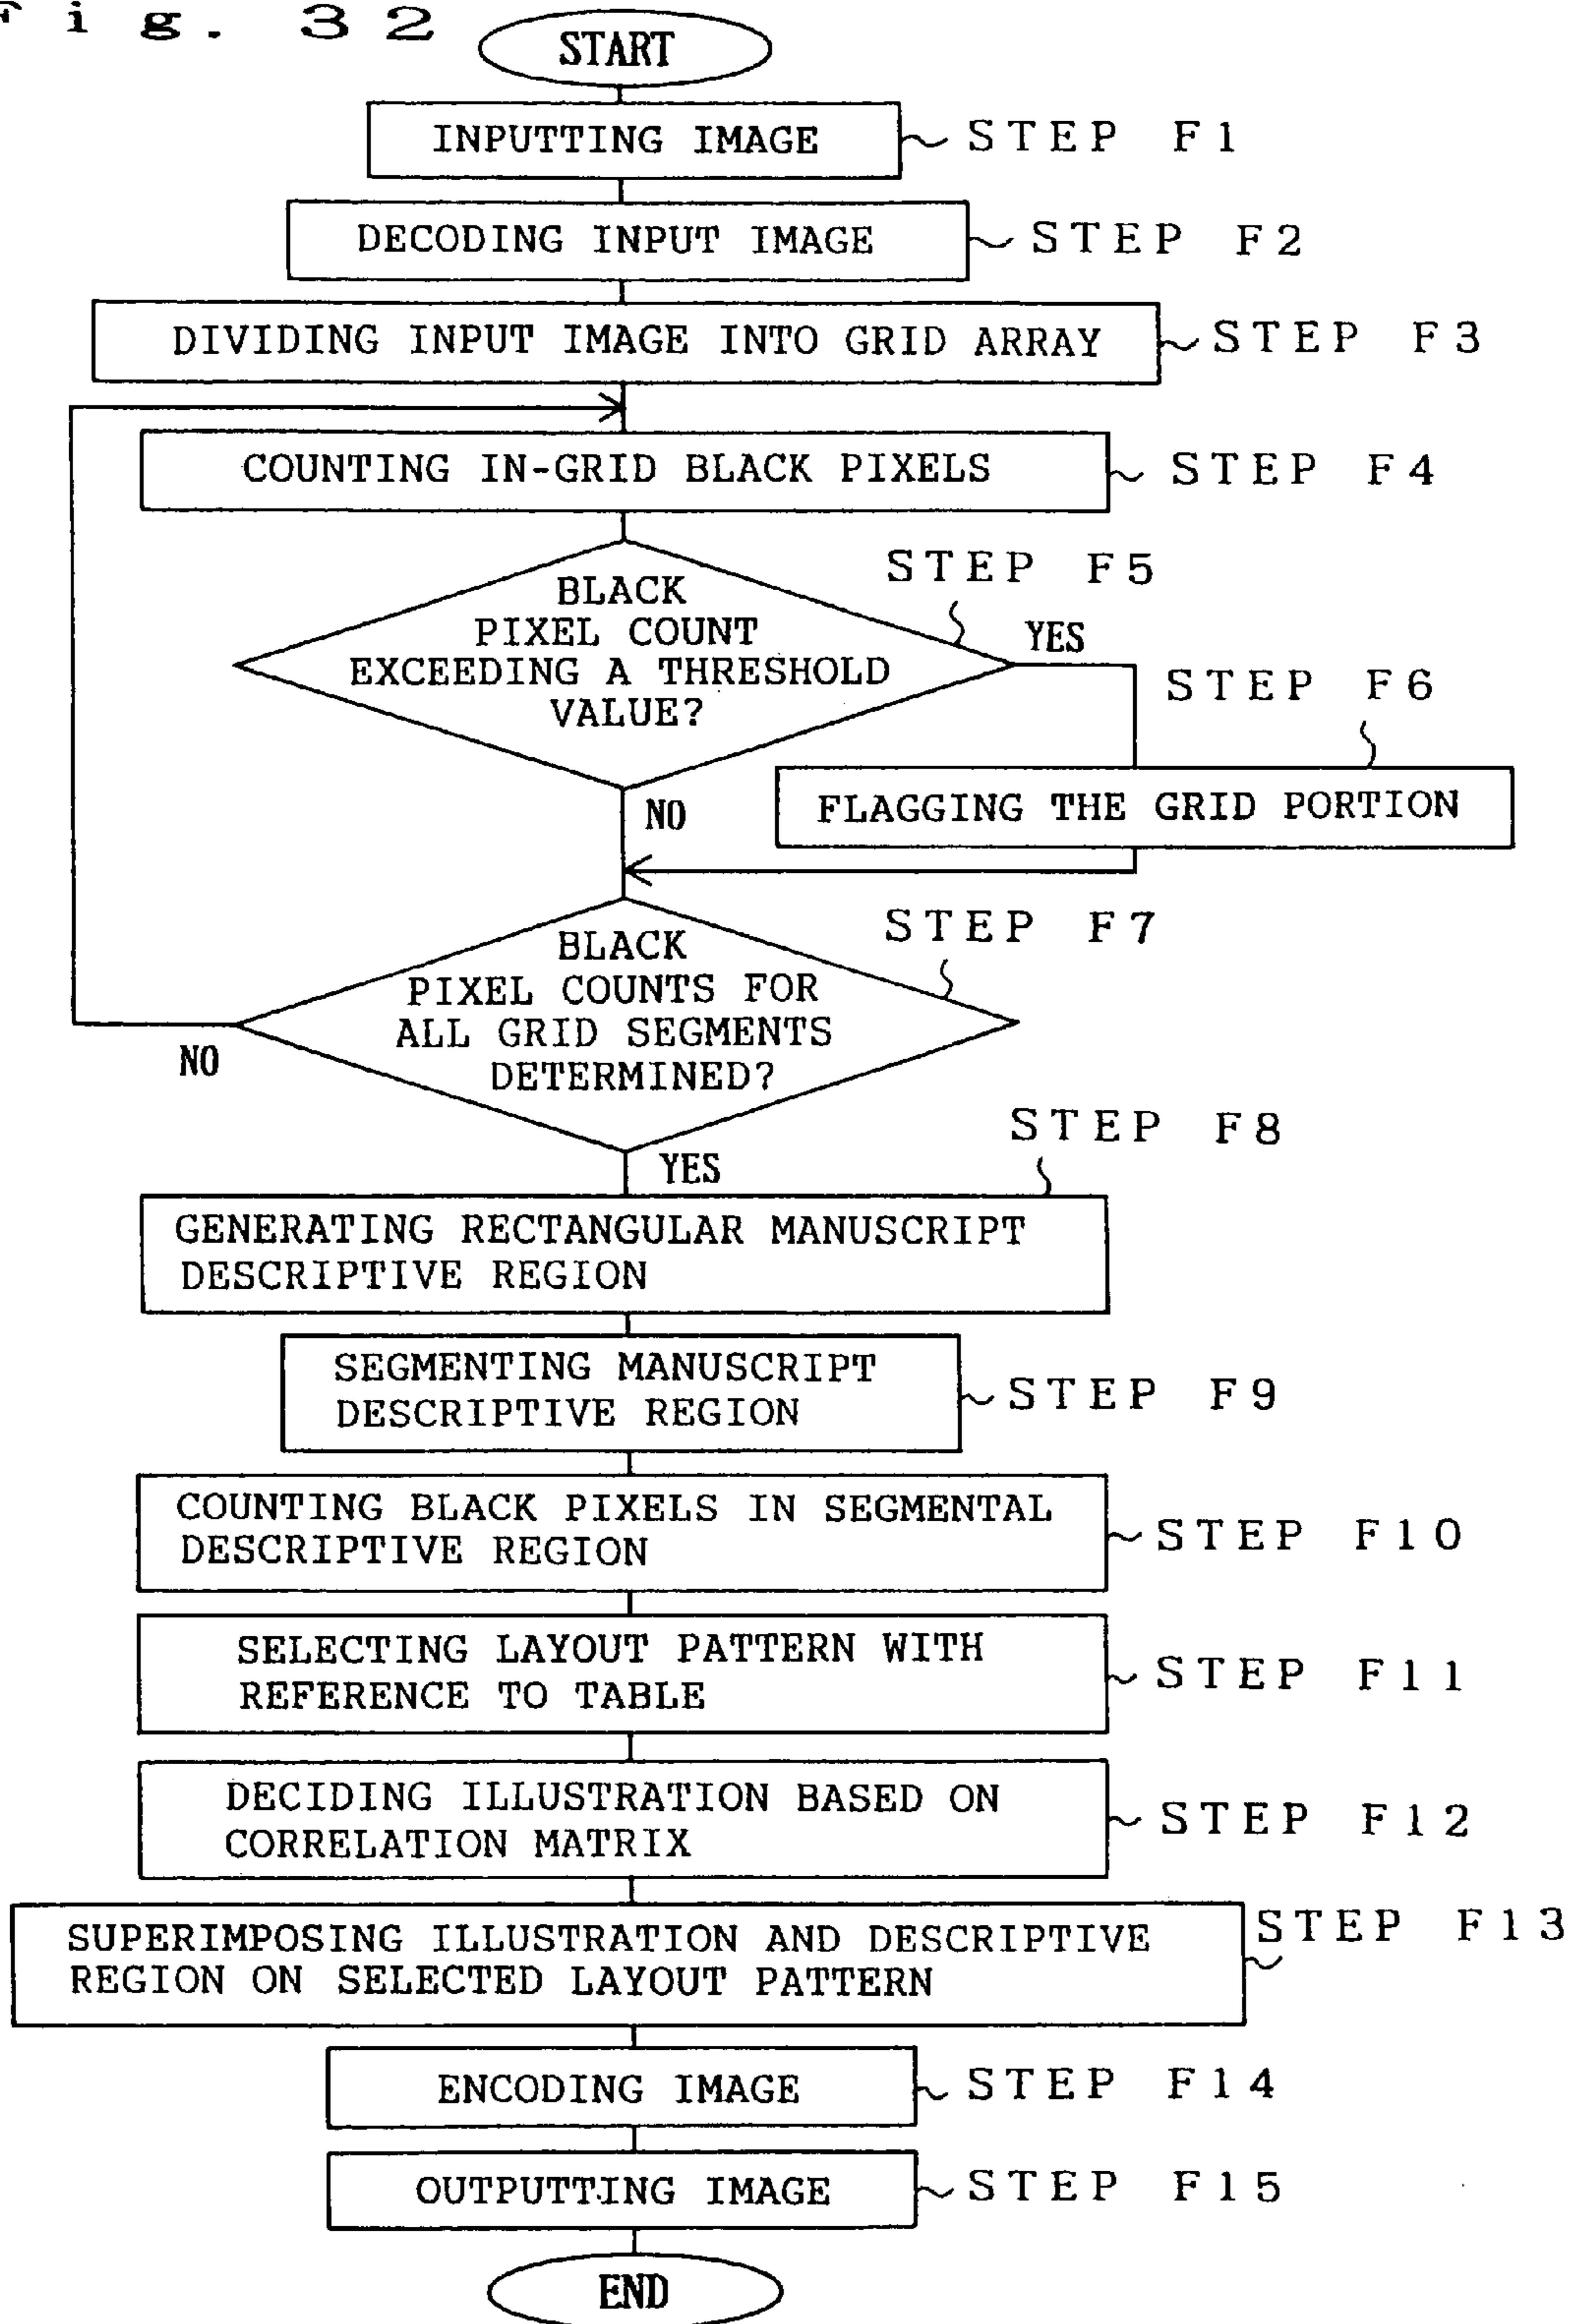 Fig. 32
START
INPUTTING IMAGE
STEP F1
DECODING INPUT IMAGE
STEP F2
DIVIDING INPUT IMAGE INTO GRID ARRAY
STEP F3
COUNTING IN-GRID BLACK PIXELS
STEP F4
STEP F5
BLACK
PIXEL COUNT
EXCEEDING A THRESHOLD
VALUE?
YES
STEP F6
FLAGGING THE GRID PORTION
NO
STEP F7
BLACK
PIXEL COUNTS FOR
ALL GRID SEGMENTS
DETERMINED?
NO
YES
STEP F8
GENERATING RECTANGULAR MANUSCRIPT
DESCRIPTIVE REGION
SEGMENTING MANUSCRIPT
DESCRIPTIVE REGION
STEP F9
COUNTING BLACK PIXELS IN SEGMENTAL
DESCRIPTIVE REGION
STEP F10
SELECTING LAYOUT PATTERN WITH
REFERENCE TO TABLE
STEP F11
DECIDING ILLUSTRATION BASED ON
CORRELATION MATRIX
STEP F12
SUPERIMPOSING ILLUSTRATION AND DESCRIPTIVE
REGION ON SELECTED LAYOUT PATTERN
STEP F13
ENCODING IMAGE
STEP F14
OUTPUTTING IMAGE
STEP F15
END